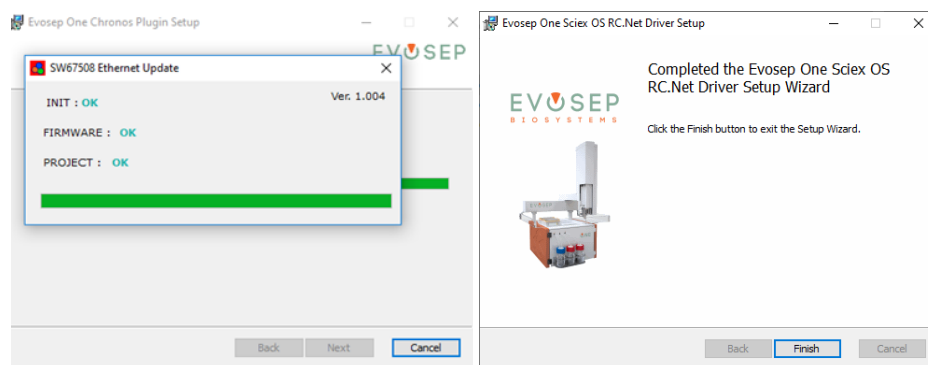 Evosep One Chronos Plugin Setup
EVOSEP
SW67508 Ethernet Update
Ver. 1.004
INIT : OK
FIRMWARE : OK
PROJECT : OK
Back
Next
Cancel
Evosep One Sciex OS RC.Net Driver Setup
EVOSEP
BIOSYSTEMS
Completed the Evosep One Sciex OS
RC.Net Driver Setup Wizard
Click the Finish button to exit the Setup Wizard.
EVOSEP
Back
Finish
Cancel